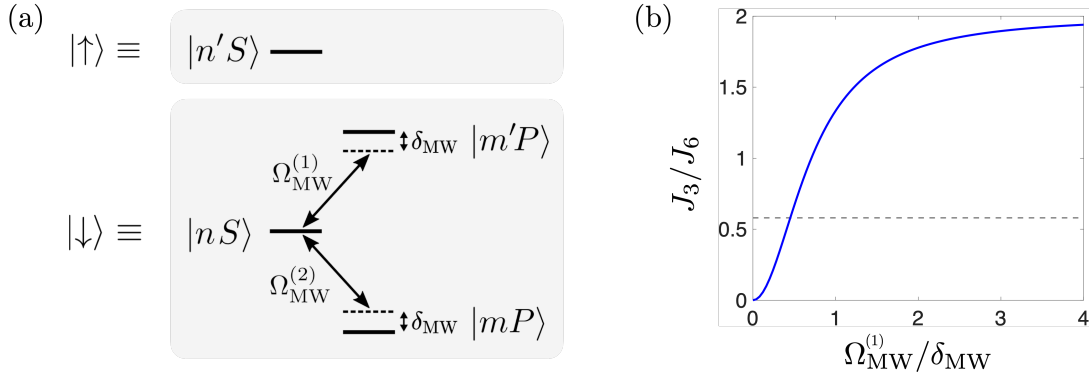 (a)
|↑⟩ ≡ |n′S⟩
δ_MW |m′P⟩
Ω_MW^(1)
|↓⟩ ≡ |nS⟩
Ω_MW^(2)
δ_MW |mP⟩
(b)
2
1.5
1
0.5
0
J_3/J_6
0 1 2 3 4
Ω_MW^(1)/δ_MW